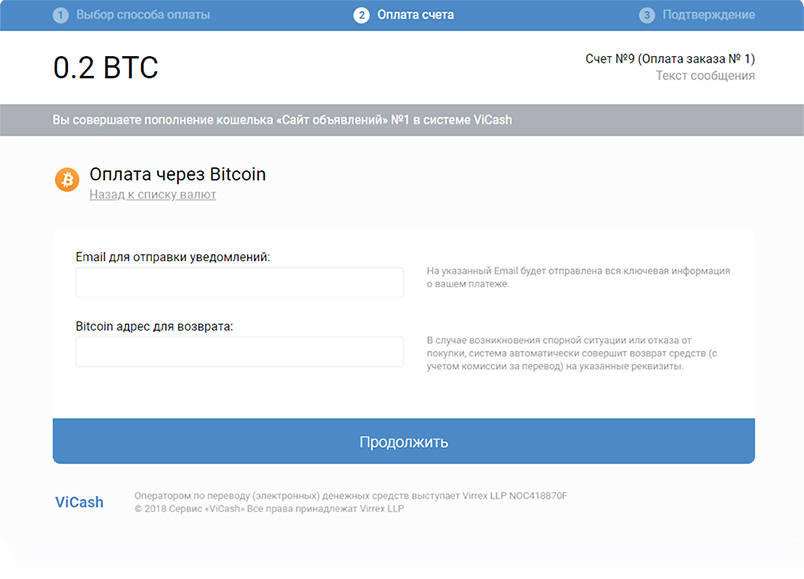 1 Выбор способа оплаты
2 Оплата счета
3 Подтверждение
0.2 BTC
Счет №9 (Оплата заказа № 1)
Текст сообщения
Вы совершаете пополнение кошелька «Сайт объявлений» №1 в системе ViCash
Оплата через Bitcoin
Назад к списку валют
Email для отправки уведомлений:
На указанный Email будет отправлена вся ключевая информация
о вашем платеже.
Bitcoin адрес для возврата:
В случае возникновения спорной ситуации или отказа от
покупки, система автоматически совершит возврат средств (с
учетом комиссии за перевод) на указанные реквизиты.
Продолжить
ViCash
Оператором по переводу (электронных) денежных средств выступает Virrex LLP NOC418870F
© 2018 Сервис «ViCash» Все права принадлежат Virrex LLP